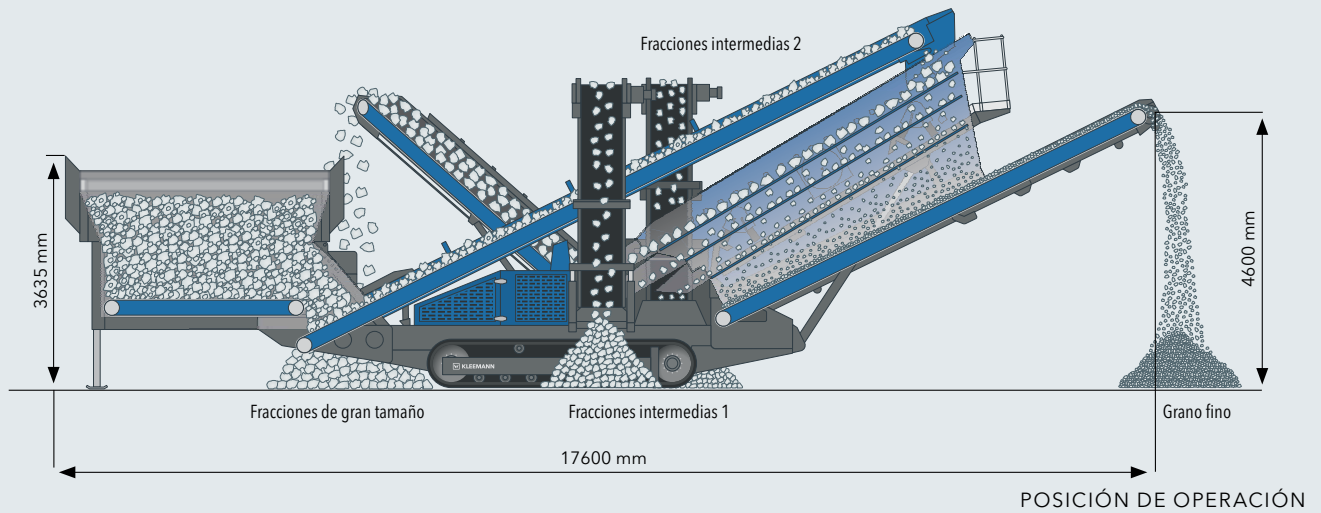 Fracciones intermedias 2
3635 mm
4600 mm
KLEEMANN
Fracciones de gran tamaño
Fracciones intermedias 1
Grano fino
17600 mm
POSICIÓN DE OPERACIÓN